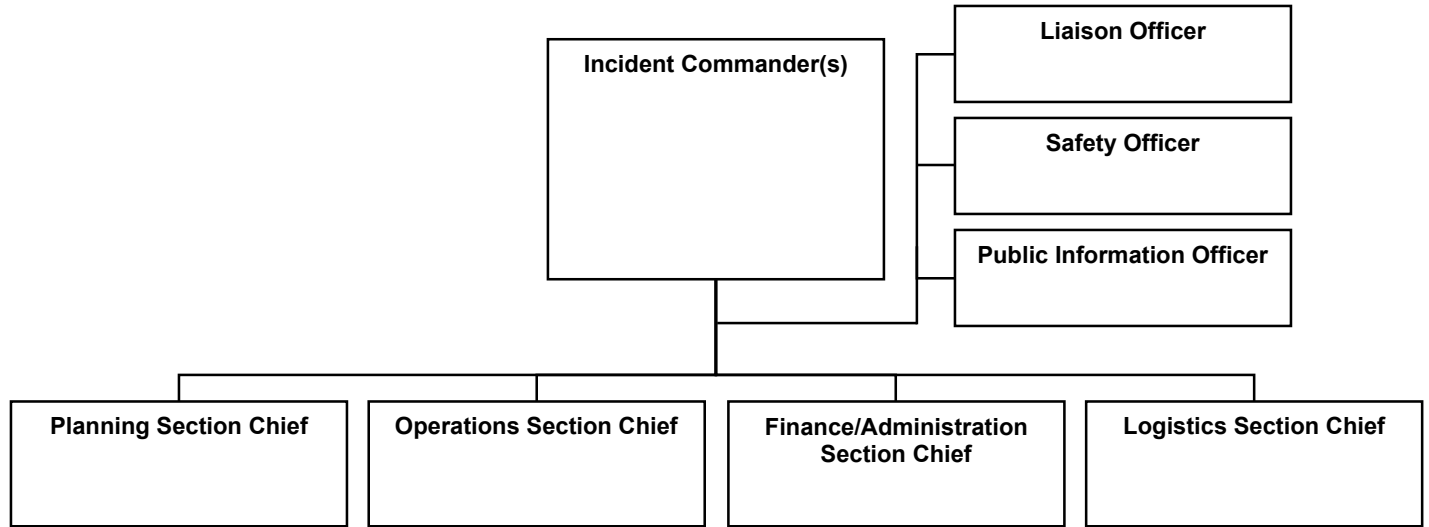 Liaison Officer
Incident Commander(s)
Safety Officer
Public Information Officer
Planning Section Chief
Operations Section Chief
Finance/Administration
Section Chief
Logistics Section Chief